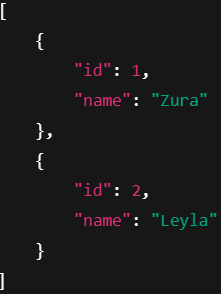 [
    {
        "id": 1,
        "name": "Zura"
    },
    {
        "id": 2,
        "name": "Leyla"
    }
]